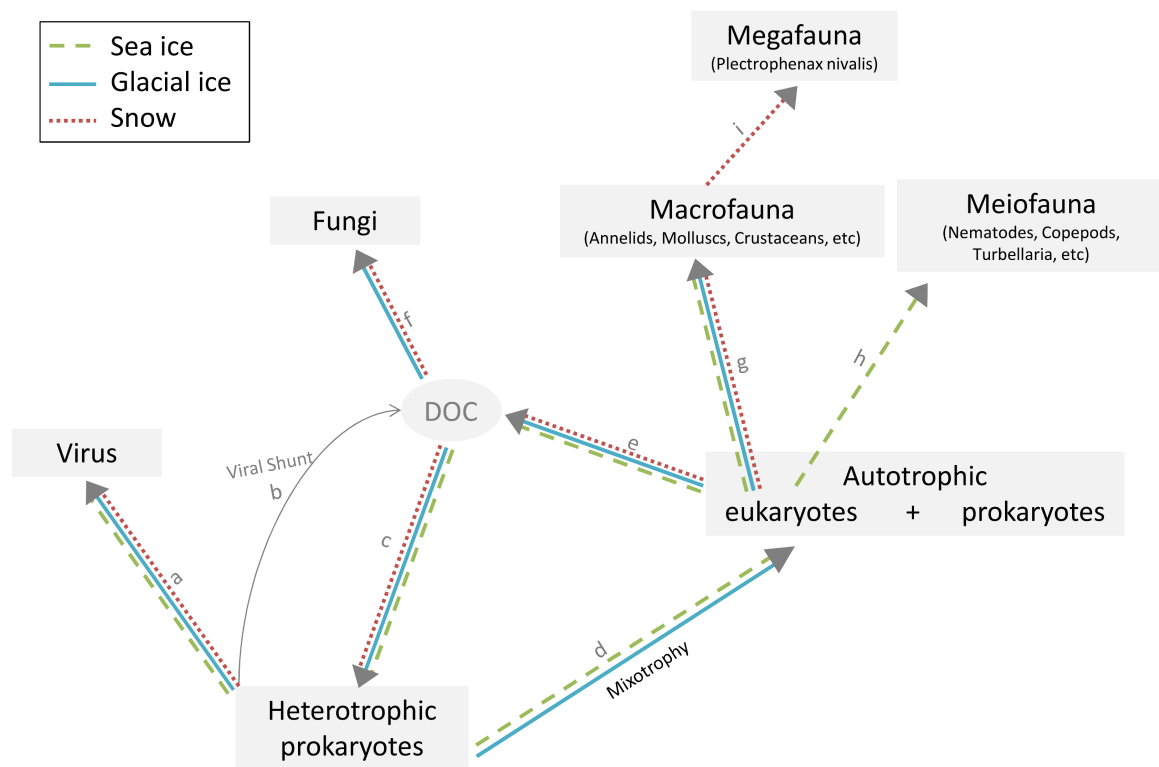 Sea ice
Glacial ice
Snow
Megafauna
(Plectrophenax nivalis)
i
Fungi
Macrofauna
(Annelids, Molluscs, Crustaceans, etc)
Meiofauna
(Nematodes, Copepods,
Turbellaria, etc)
f
g
h
DOC
Virus
Viral Shunt
b
e
Autotrophic
eukaryotes + prokaryotes
a
c
d
Mixotrophy
Heterotrophic
prokaryotes